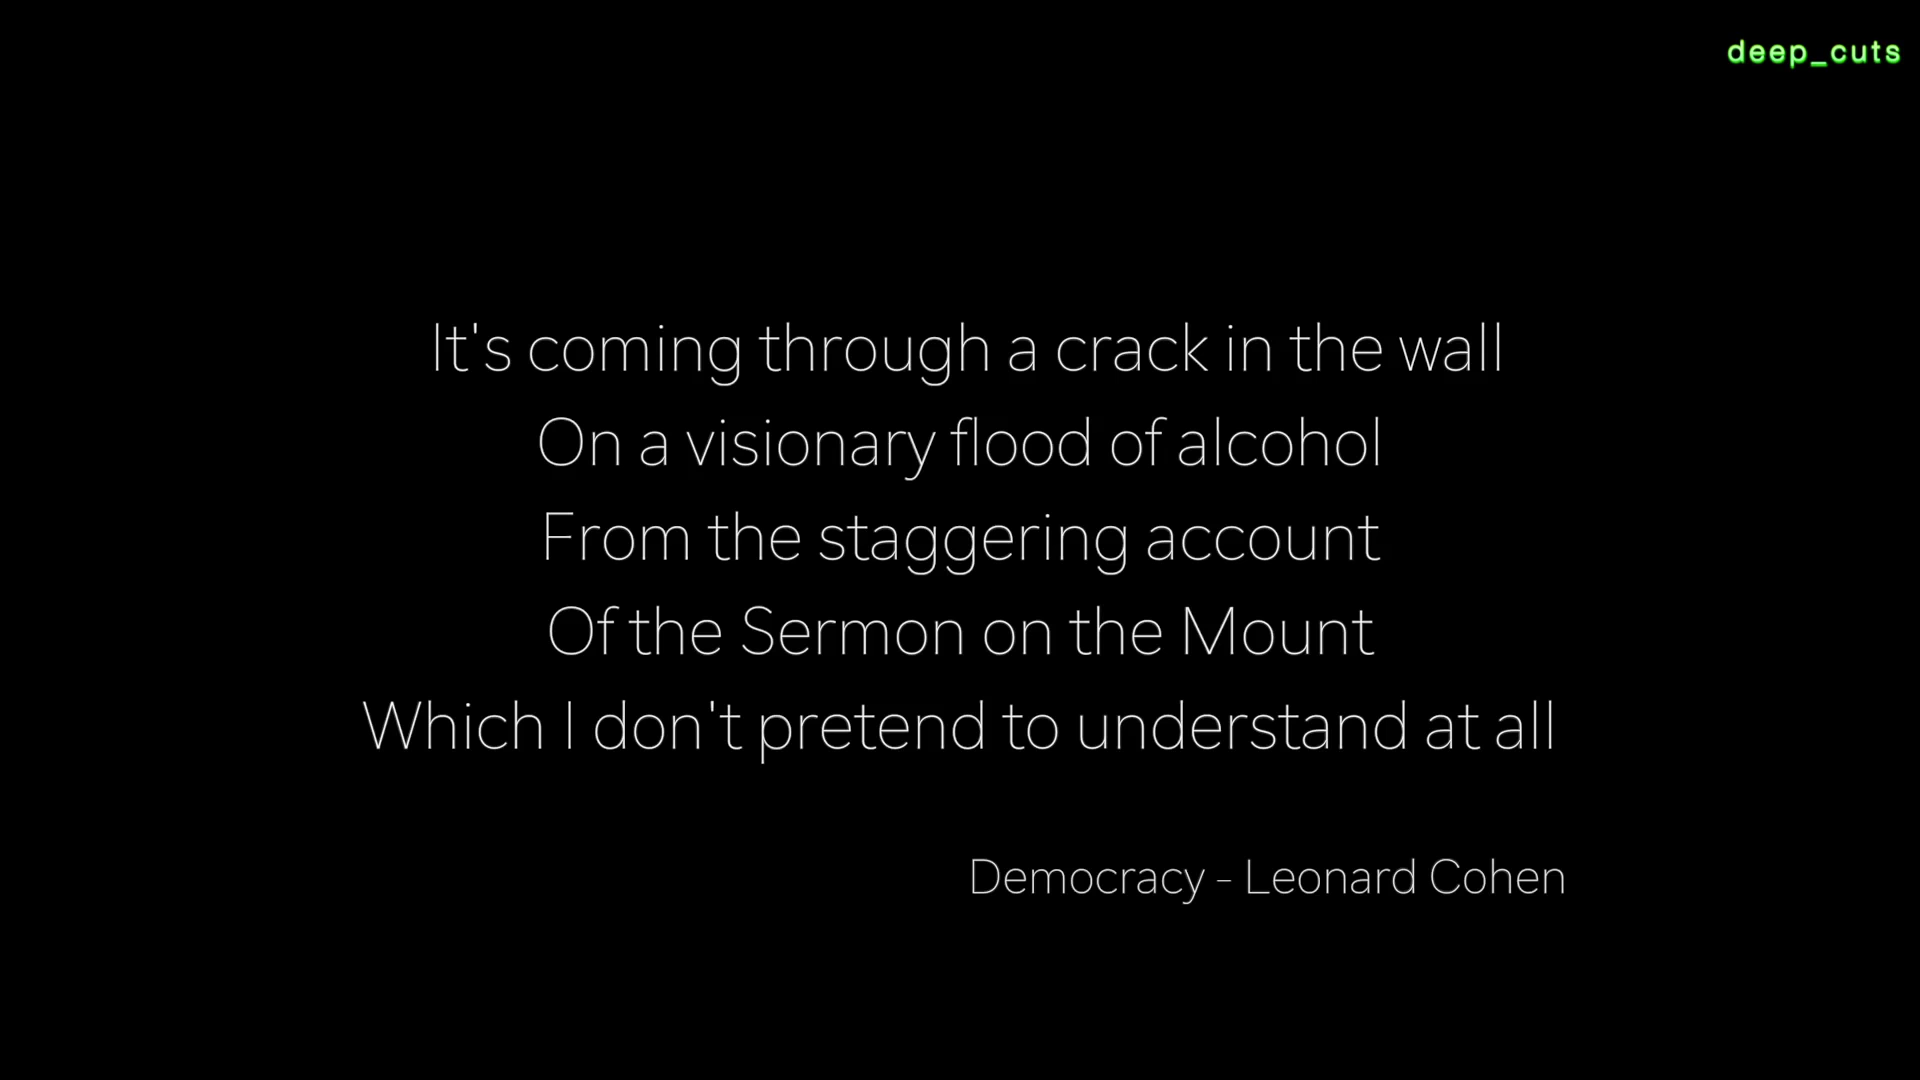 deep_cuts
It's coming through a crack in the wall
On a visionary flood of alcohol
From the staggering account
Of the Sermon on the Mount
Which I don't pretend to understand at all
Democracy - Leonard Cohen